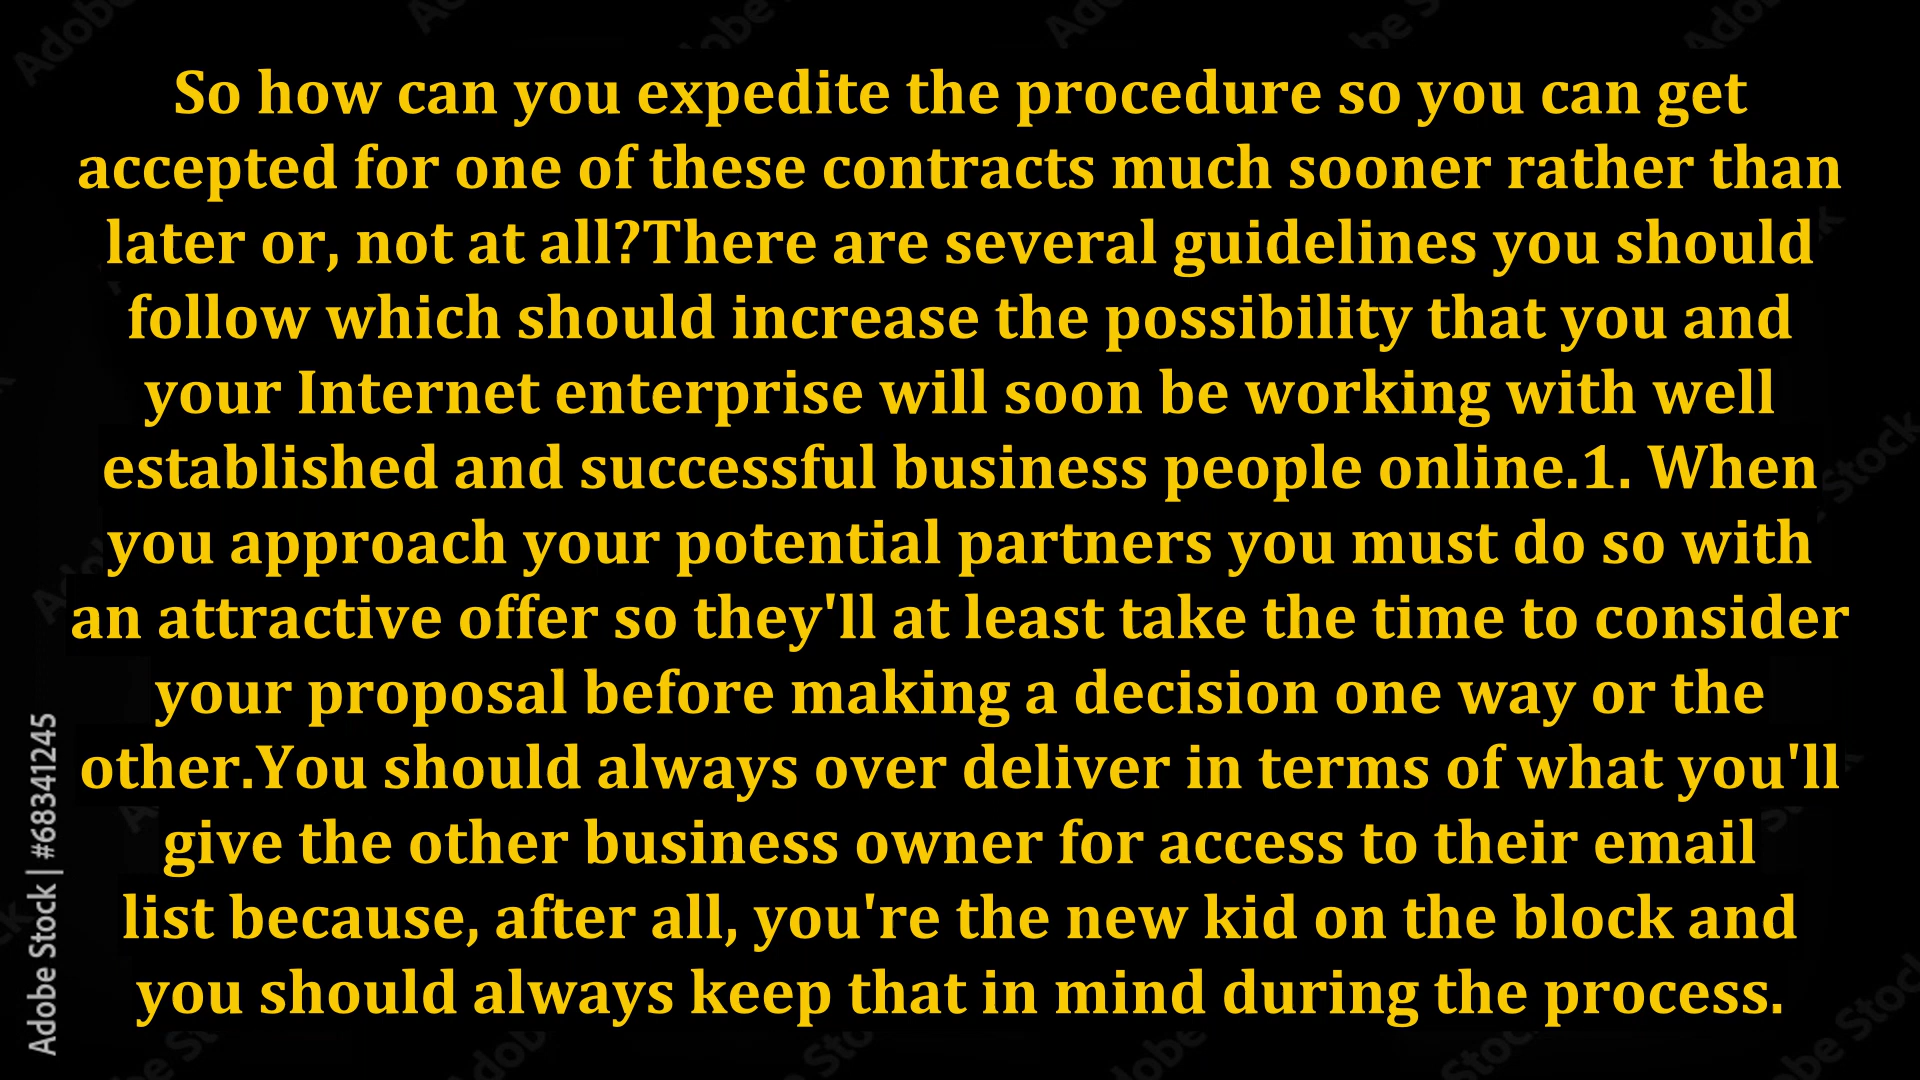 So how can you expedite the procedure so you can get
accepted for one of these contracts much sooner rather than
later or, not at all?There are several guidelines you should
follow which should increase the possibility that you and
your Internet enterprise will soon be working with well
established and successful business people online.1. When
you approach your potential partners you must do so with
an attractive offer so they'll at least take the time to consider
your proposal before making a decision one way or the
other.You should always over deliver in terms of what you'll
give the other business owner for access to their email
list because, after all, you're the new kid on the block and
you should always keep that in mind during the process.
Adobe Stock | #68341245